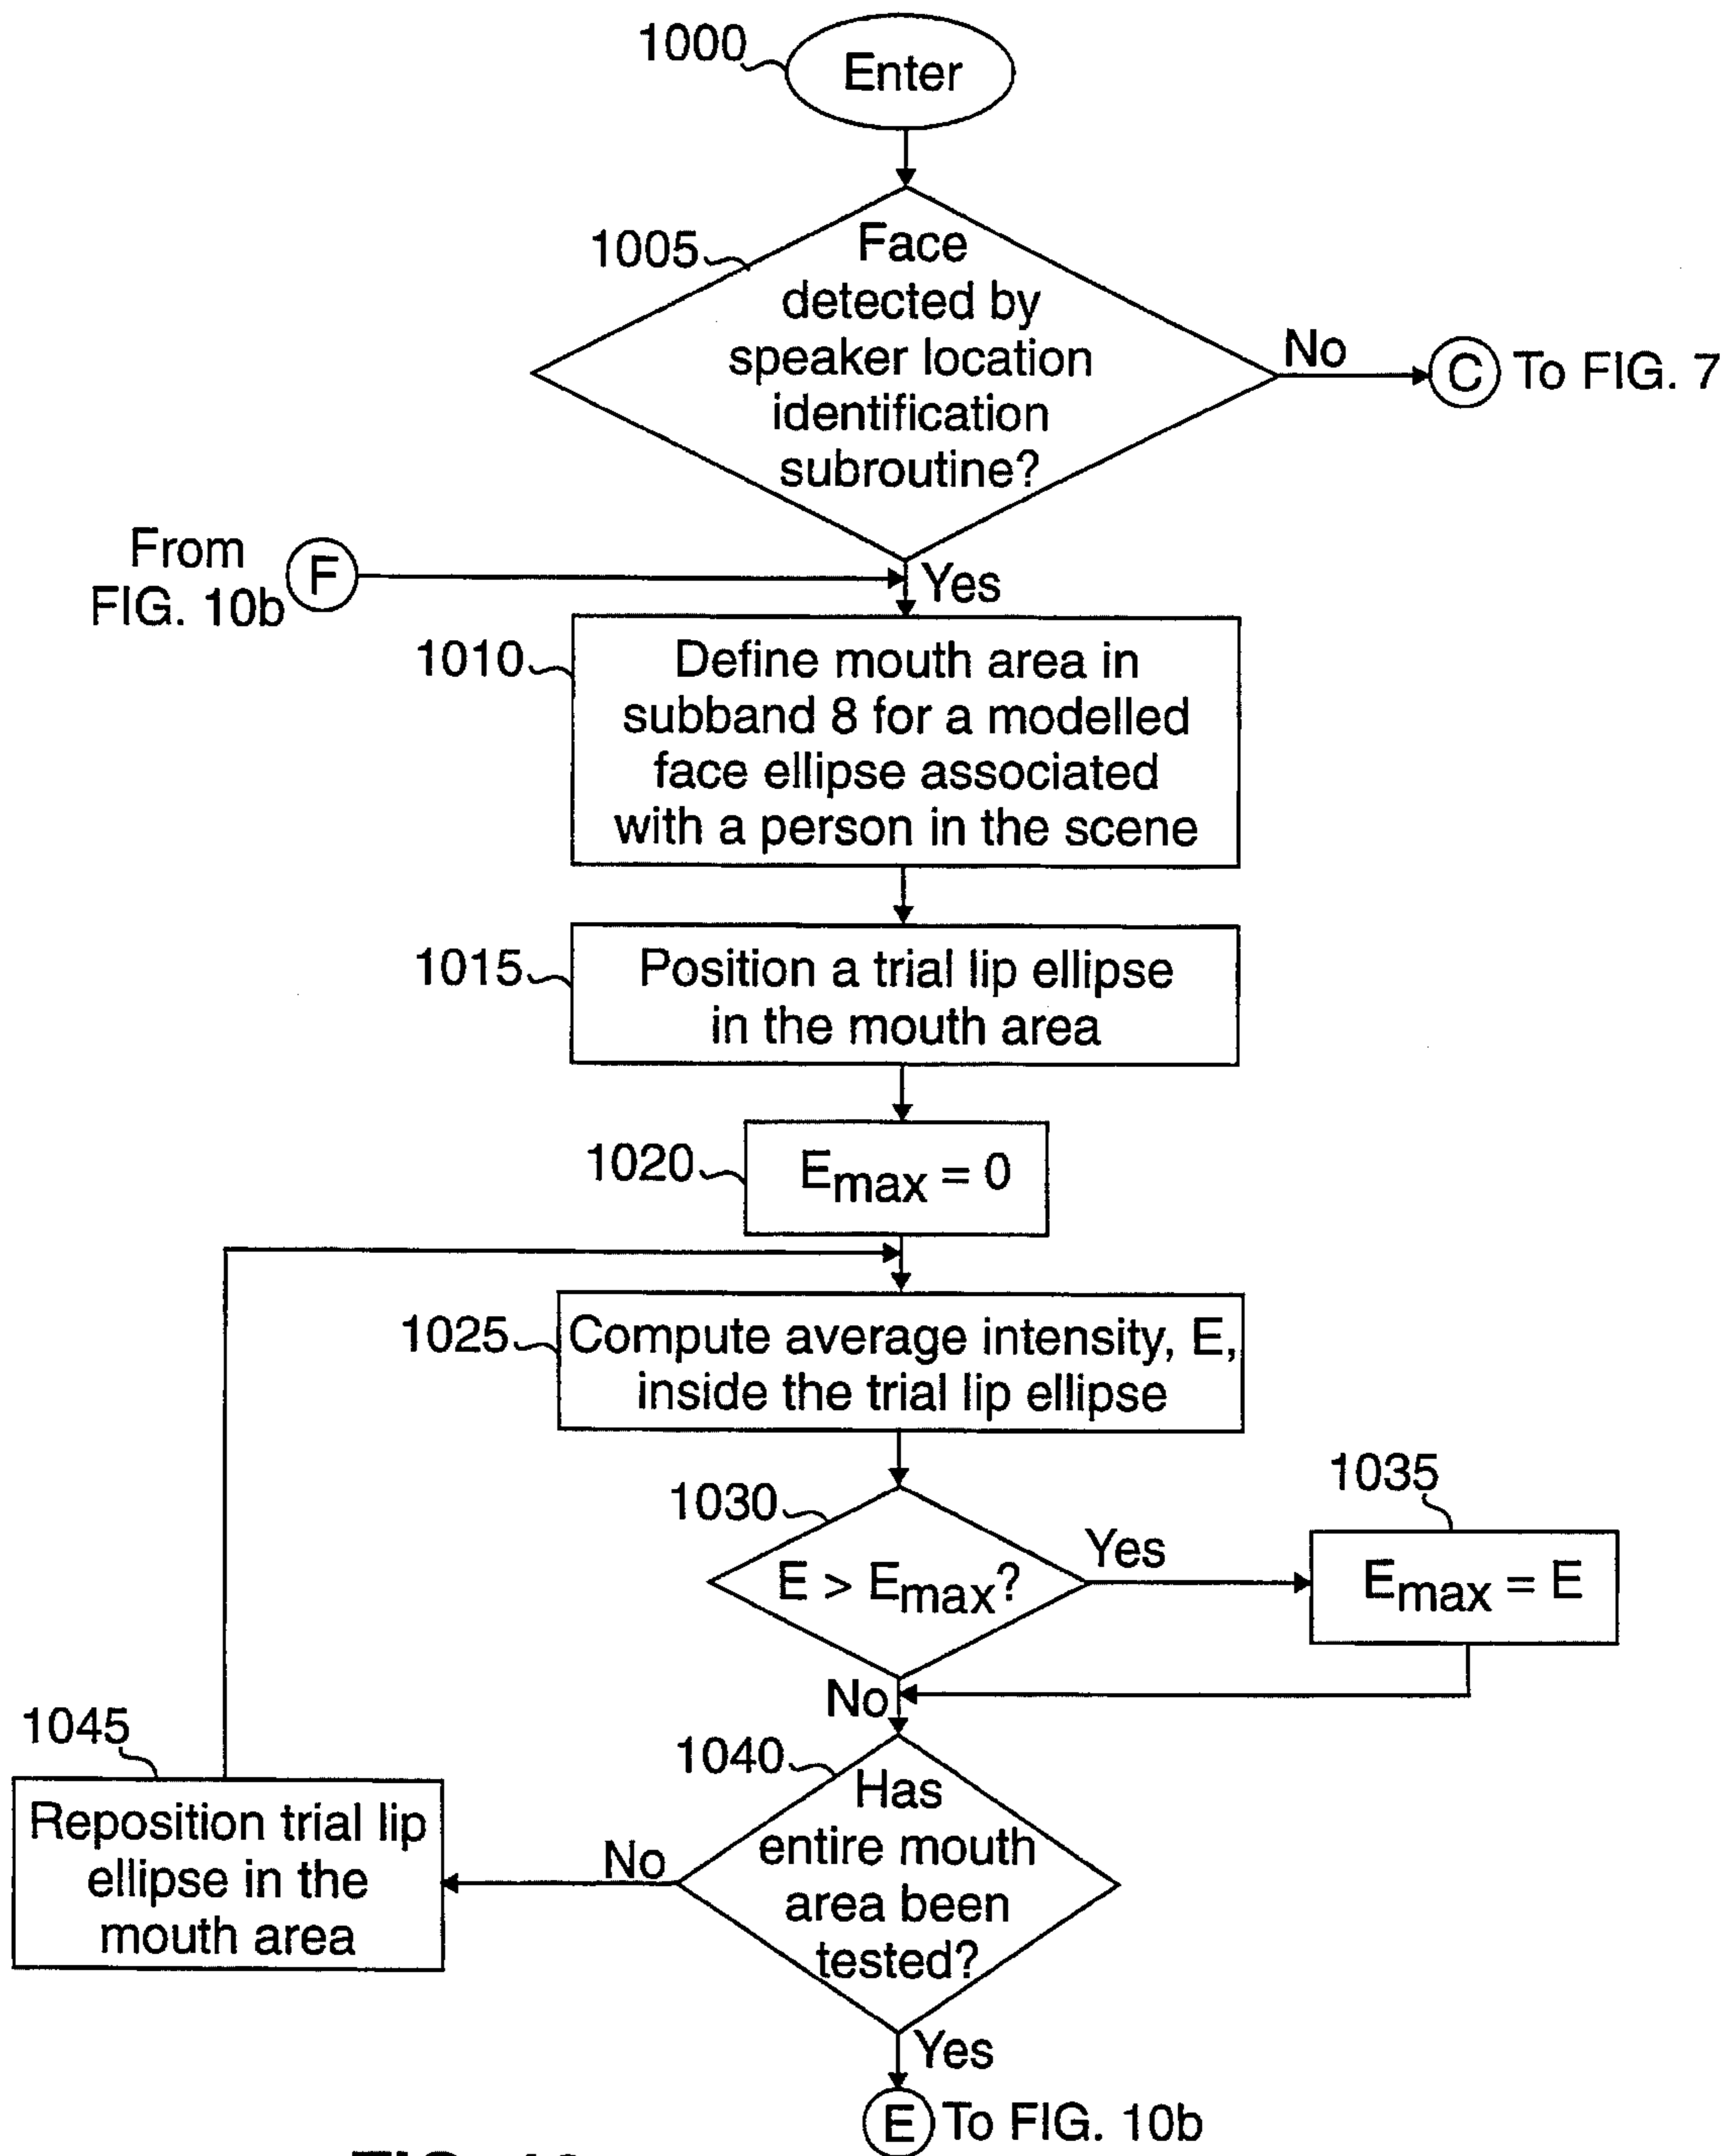 1000
Enter
1005
Face
detected by
speaker location
identification
subroutine?
No
C To FIG. 7
From
FIG. 10b
F
Yes
1010
Define mouth area in
subband 8 for a modelled
face ellipse associated
with a person in the scene
1015
Position a trial lip ellipse
in the mouth area
1020
Emax = 0
1025
Compute average intensity, E,
inside the trial lip ellipse
1030
E > Emax?
Yes
1035
Emax = E
No
1040
Has
entire mouth
area been
tested?
No
1045
Reposition trial lip
ellipse in the
mouth area
Yes
E To FIG. 10b